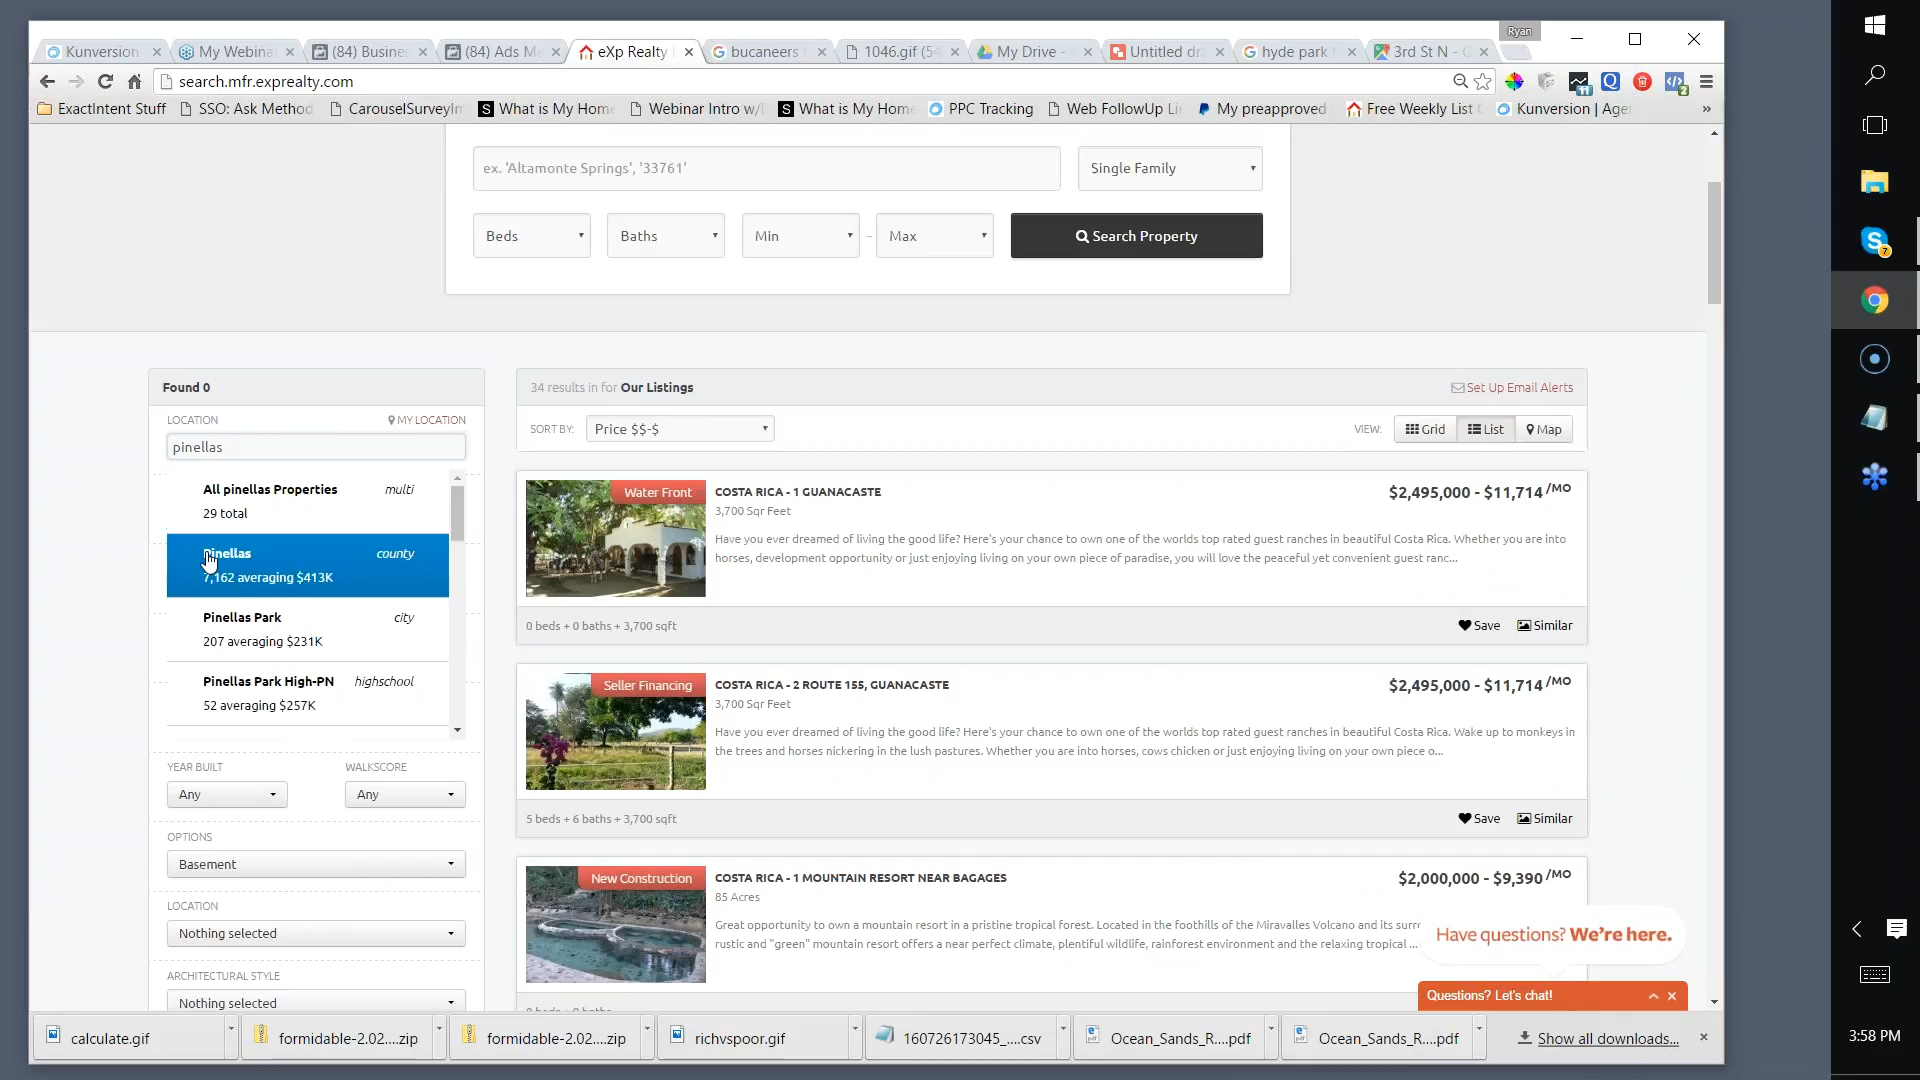 Ryan
Kunversion
My Webina
(84) Busine
(84) Ads Ma
eXp Realty
bucaneers
1046.gif (54
My Drive -
Untitled dr
hyde park
3rd St N - G
search.mfr.exprealty.com
ExactIntent Stuff
SSO: Ask Method
CarouselSurveyIm
What is My Home
Webinar Intro w/
What is My Home
PPC Tracking
Web FollowUp Li
My preapproved
Free Weekly List
Kunversion | Age
ex. 'Altamonte Springs', '33761'
Single Family
Beds
Baths
Min
–
Max
Search Property
Found 0
LOCATION
MY LOCATION
pinellas
All pinellas Properties
multi
29 total
Pinellas
county
7,162 averaging $413K
Pinellas Park
city
207 averaging $231K
Pinellas Park High-PN
highschool
52 averaging $257K
YEAR BUILT
WALKSCORE
Any
Any
OPTIONS
Basement
LOCATION
Nothing selected
ARCHITECTURAL STYLE
Nothing selected
34 results in for Our Listings
Set Up Email Alerts
SORT BY:
Price $$-$
VIEW:
Grid
List
Map
Water Front
COSTA RICA - 1 GUANACASTE
$2,495,000 - $11,714 /MO
3,700 Sqr Feet
Have you ever dreamed of living the good life? Here's your chance to own one of the worlds top rated guest ranches in beautiful Costa Rica. Whether you are into
horses, development opportunity or just enjoying living on your own piece of paradise, you will love the peaceful yet convenient guest ranc...
0 beds + 0 baths + 3,700 sqft
Save
Similar
Seller Financing
COSTA RICA - 2 ROUTE 155, GUANACASTE
$2,495,000 - $11,714 /MO
3,700 Sqr Feet
Have you ever dreamed of living the good life? Here's your chance to own one of the worlds top rated guest ranches in beautiful Costa Rica. Wake up to monkeys in
the trees and horses nickering in the lush pastures. Whether you are into horses, cows chicken or just enjoying living on your own piece o...
5 beds + 6 baths + 3,700 sqft
Save
Similar
New Construction
COSTA RICA - 1 MOUNTAIN RESORT NEAR BAGAGES
$2,000,000 - $9,390 /MO
85 Acres
Great opportunity to own a mountain resort in a pristine tropical forest. Located in the foothills of the Miravalles Volcano and its surro
rustic and "green" mountain resort offers a near perfect climate, plentiful wildlife, rainforest environment and the relaxing tropical ...
Have questions? We're here.
Questions? Let's chat!
calculate.gif
formidable-2.02....zip
formidable-2.02....zip
richvspoor.gif
160726173045_....csv
Ocean_Sands_R....pdf
Ocean_Sands_R....pdf
Show all downloads...
3:58 PM